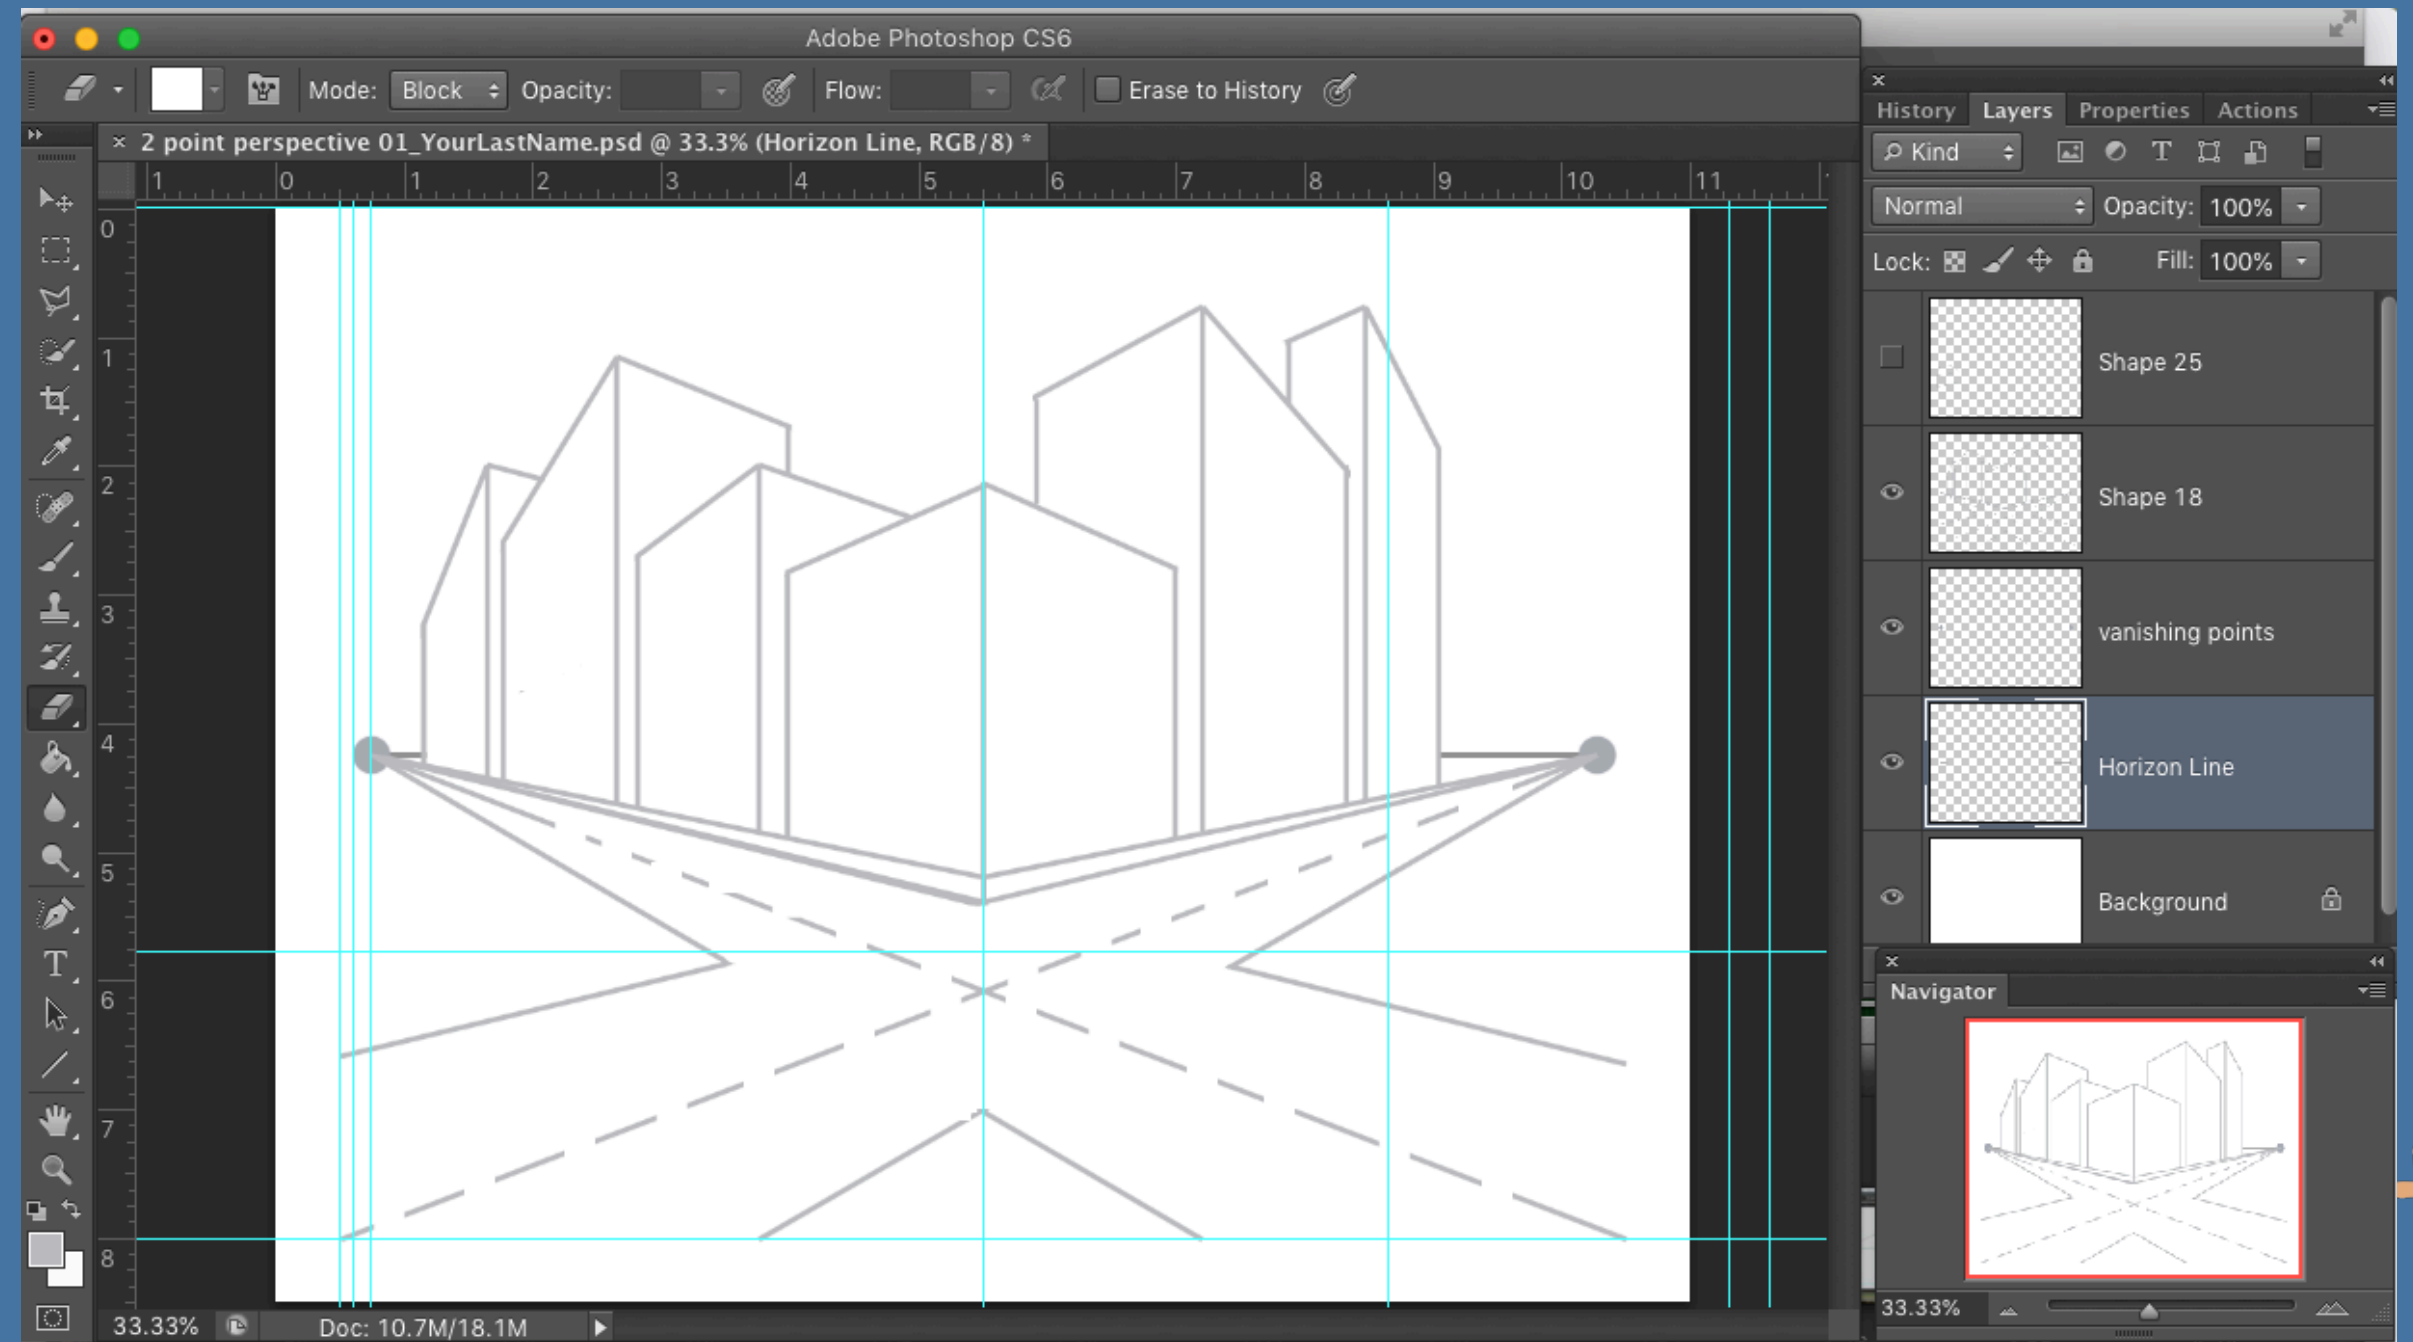 Adobe Photoshop CS6
Mode: Block Opacity: Flow: Erase to History
2 point perspective 01_YourLastName.psd @ 33.3% (Horizon Line, RGB/8) *
1 0 1 2 3 4 5 6 7 8 9 10 11
0
1
2
3
4
5
6
7
8
33.33% Doc: 10.7M/18.1M
History Layers Properties Actions
Kind
Normal Opacity: 100%
Lock: Fill: 100%
Shape 25
Shape 18
vanishing points
Horizon Line
Background
Navigator
33.33%